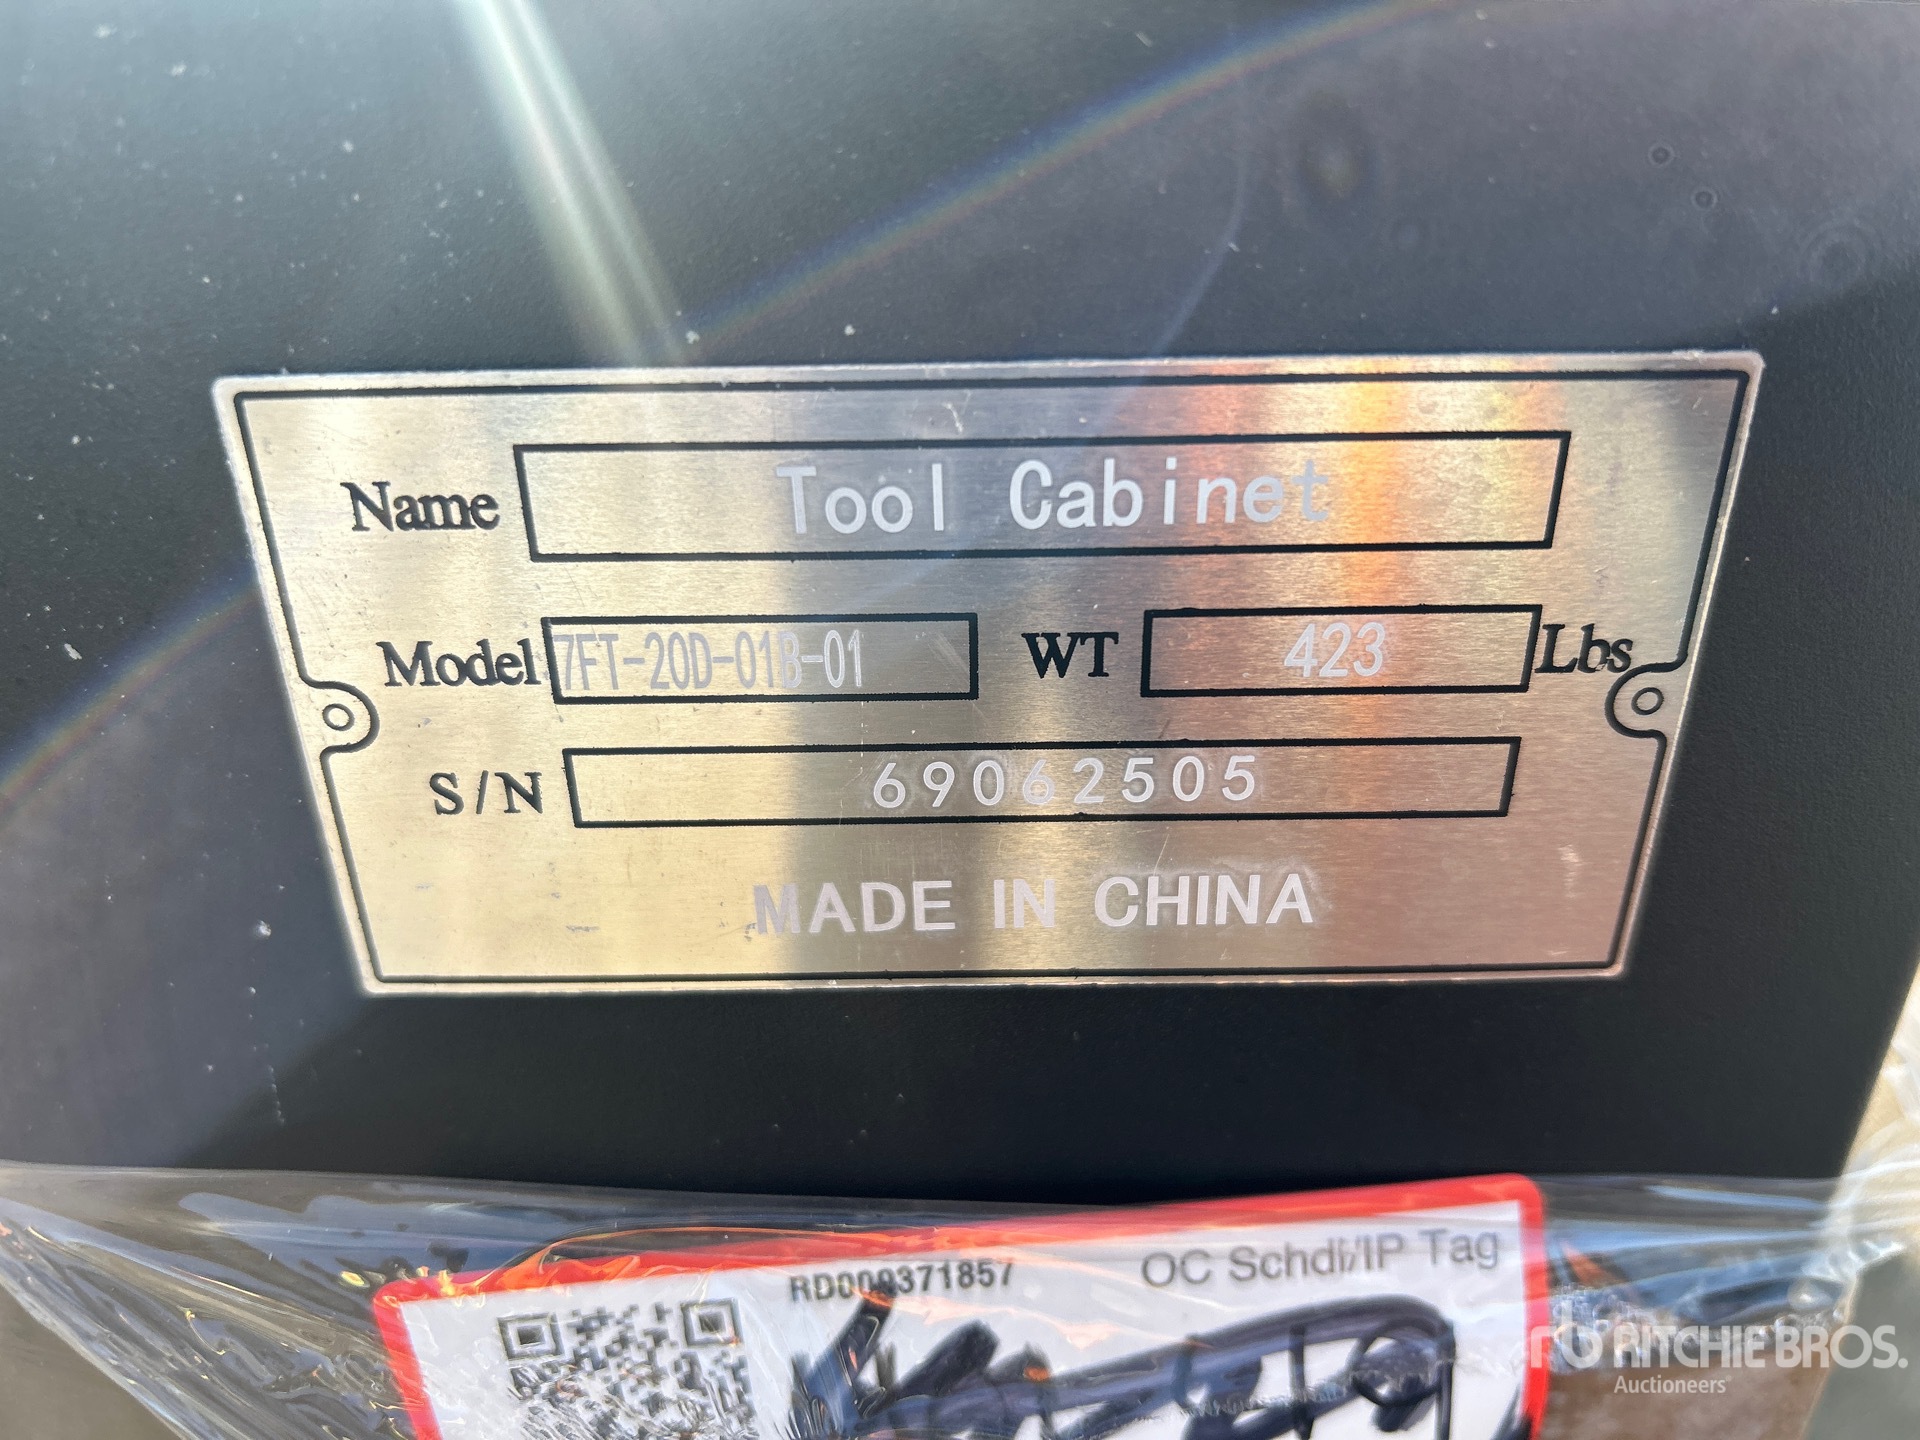 Name Tool Cabinet
Model 7FT-20D-01B-01 WT 423 Lbs
S/N 69062505
MADE IN CHINA
RD000371857 OC Schdl/IP Tag
RITCHIE BROS.
Auctioneers